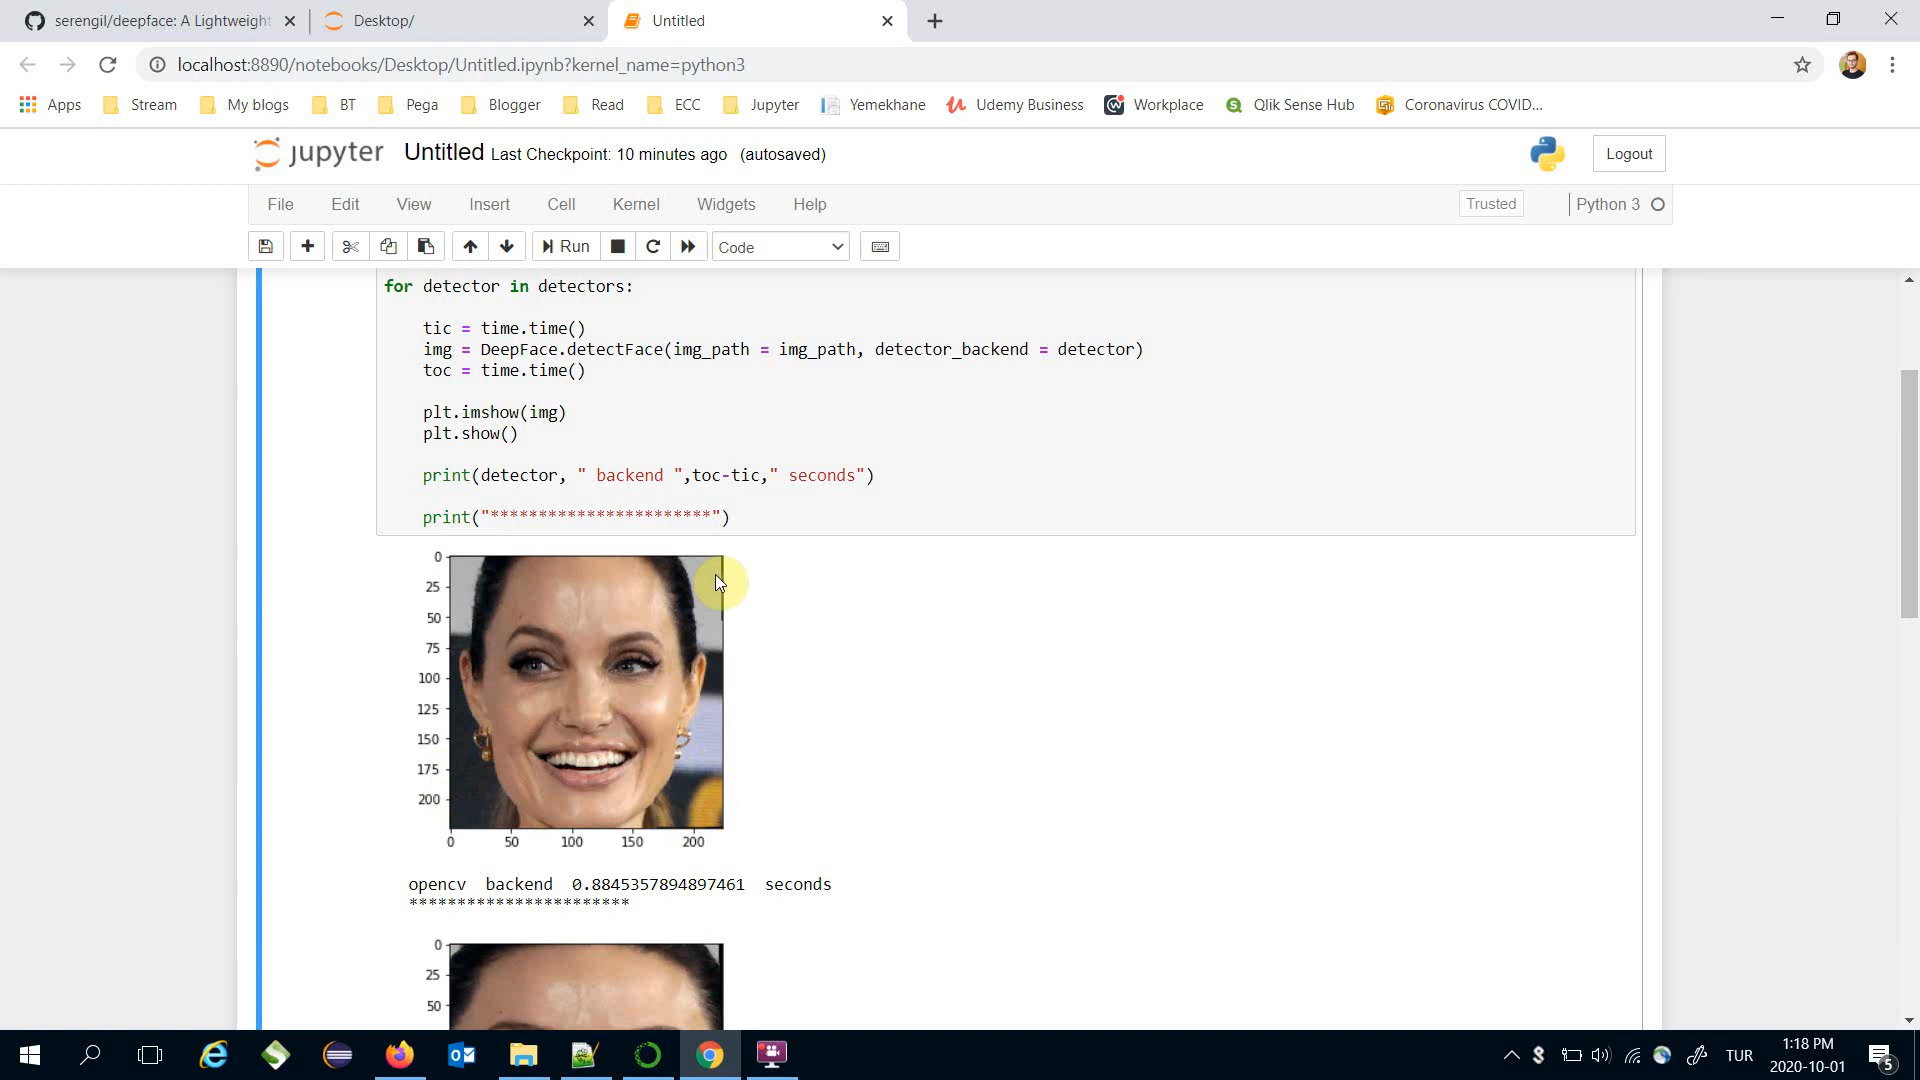 serengil/deepface: A Lightweight
Desktop/
Untitled
localhost:8890/notebooks/Desktop/Untitled.ipynb?kernel_name=python3
Apps Stream My blogs BT Pega Blogger Read ECC Jupyter Yemekhane Udemy Business Workplace Qlik Sense Hub Coronavirus COVID...
jupyter Untitled Last Checkpoint: 10 minutes ago (autosaved) Logout
File Edit View Insert Cell Kernel Widgets Help Trusted Python 3
Run Code
for detector in detectors:
tic = time.time()
img = DeepFace.detectFace(img_path = img_path, detector_backend = detector)
toc = time.time()
plt.imshow(img)
plt.show()
print(detector, " backend ",toc-tic," seconds")
print("***********************")
0
25
50
75
100
125
150
175
200
0 50 100 150 200
opencv backend 0.8845357894897461 seconds
***********************
0
25
50
TUR
1:18 PM
2020-10-01
5